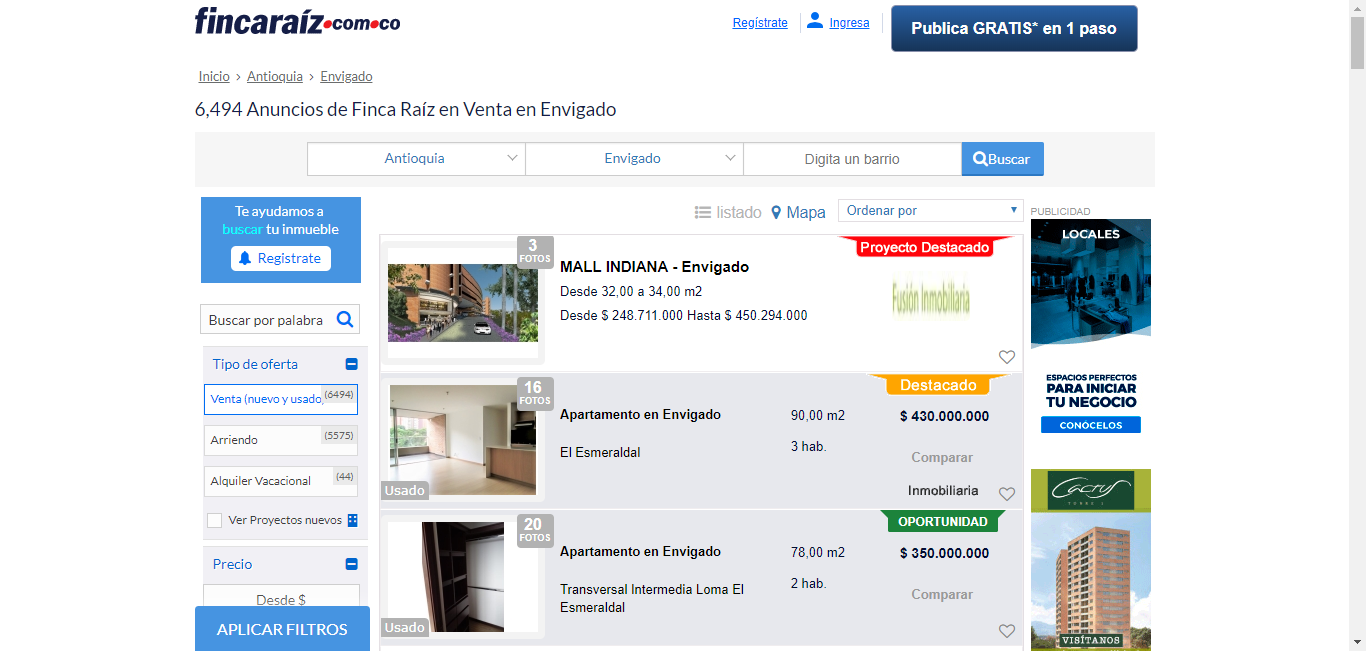 fincaraíz.com.co
Regístrate
Ingresa
Publica GRATIS* en 1 paso
Inicio › Antioquia › Envigado
6,494 Anuncios de Finca Raíz en Venta en Envigado
Antioquia
Envigado
Digita un barrio
Buscar
Te ayudamos a
buscar tu inmueble
Registrate
Buscar por palabra
Tipo de oferta
Venta (nuevo y usado) (6494)
Arriendo (5575)
Alquiler Vacacional (44)
Ver Proyectos nuevos
Precio
Desde $
APLICAR FILTROS
listado
Mapa
Ordenar por
3
FOTOS
MALL INDIANA - Envigado
Desde 32,00 a 34,00 m2
Desde $ 248.711.000 Hasta $ 450.294.000
Proyecto Destacado
Fusión Inmobiliaria
16
FOTOS
Usado
Apartamento en Envigado
El Esmeraldal
90,00 m2
3 hab.
Destacado
$ 430.000.000
Comparar
Inmobiliaria
20
FOTOS
Usado
Apartamento en Envigado
Transversal Intermedia Loma El
Esmeraldal
78,00 m2
2 hab.
OPORTUNIDAD
$ 350.000.000
Comparar
PUBLICIDAD
LOCALES
ESPACIOS PERFECTOS
PARA INICIAR
TU NEGOCIO
CONÓCELOS
Cactus
VISÍTANOS